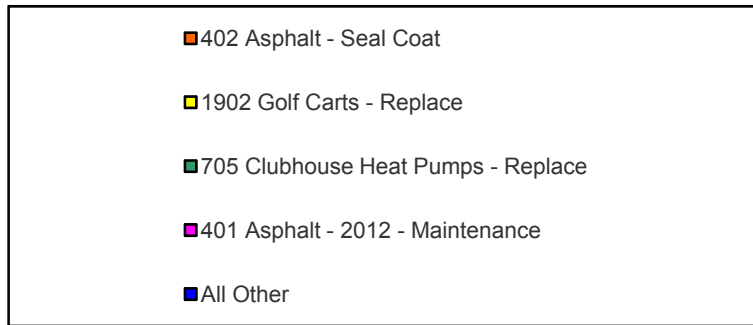 402 Asphalt - Seal Coat
1902 Golf Carts - Replace
705 Clubhouse Heat Pumps - Replace
401 Asphalt - 2012 - Maintenance
All Other